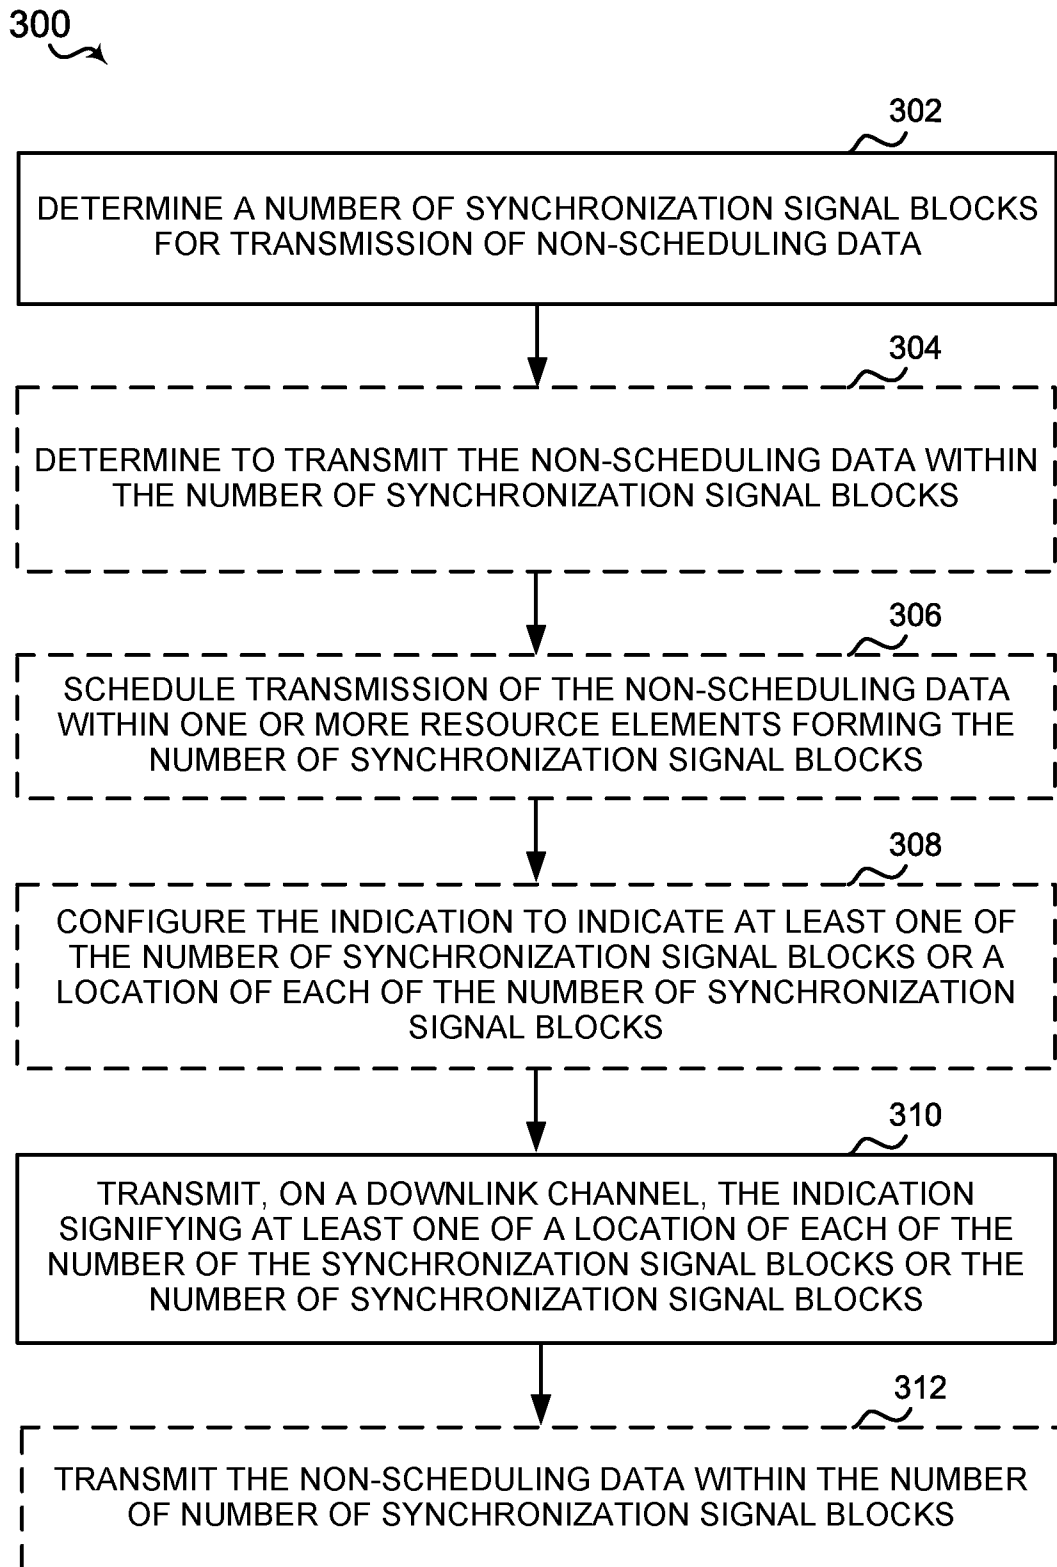 300
302
DETERMINE A NUMBER OF SYNCHRONIZATION SIGNAL BLOCKS
FOR TRANSMISSION OF NON-SCHEDULING DATA
304
DETERMINE TO TRANSMIT THE NON-SCHEDULING DATA WITHIN
THE NUMBER OF SYNCHRONIZATION SIGNAL BLOCKS
306
SCHEDULE TRANSMISSION OF THE NON-SCHEDULING DATA
WITHIN ONE OR MORE RESOURCE ELEMENTS FORMING THE
NUMBER OF SYNCHRONIZATION SIGNAL BLOCKS
308
CONFIGURE THE INDICATION TO INDICATE AT LEAST ONE OF
THE NUMBER OF SYNCHRONIZATION SIGNAL BLOCKS OR A
LOCATION OF EACH OF THE NUMBER OF SYNCHRONIZATION
SIGNAL BLOCKS
310
TRANSMIT, ON A DOWNLINK CHANNEL, THE INDICATION
SIGNIFYING AT LEAST ONE OF A LOCATION OF EACH OF THE
NUMBER OF THE SYNCHRONIZATION SIGNAL BLOCKS OR THE
NUMBER OF SYNCHRONIZATION SIGNAL BLOCKS
312
TRANSMIT THE NON-SCHEDULING DATA WITHIN THE NUMBER
OF NUMBER OF SYNCHRONIZATION SIGNAL BLOCKS